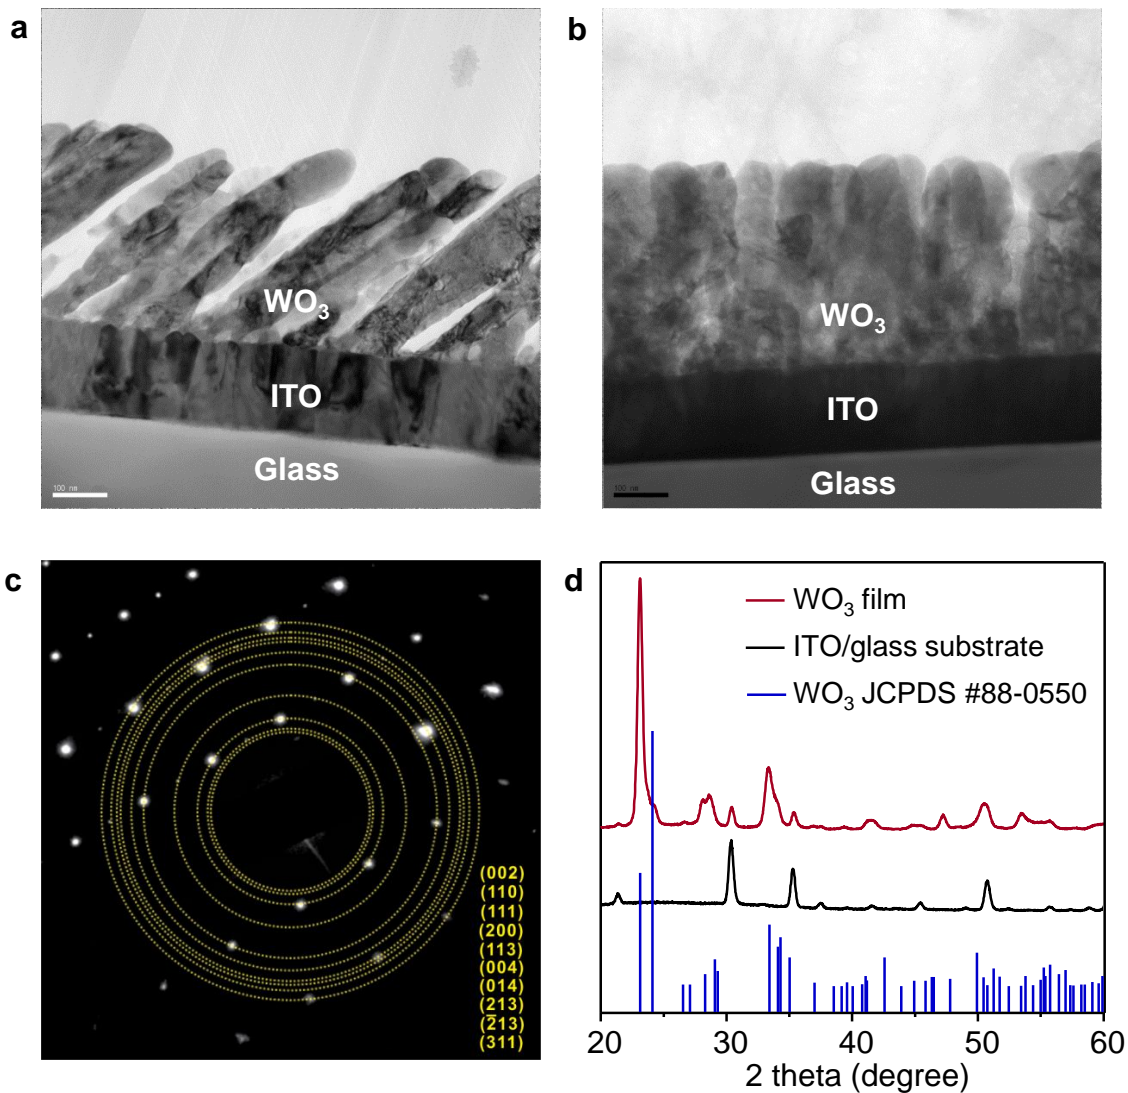 a
WO₃
ITO
Glass
100 nm
b
WO₃
ITO
Glass
100 nm
c
(002)
(110)
(111)
(200)
(113)
(004)
(014)
(213)
(2̄13)
(311)
d
WO₃ film
ITO/glass substrate
WO₃ JCPDS #88-0550
20 30 40 50 60
2 theta (degree)